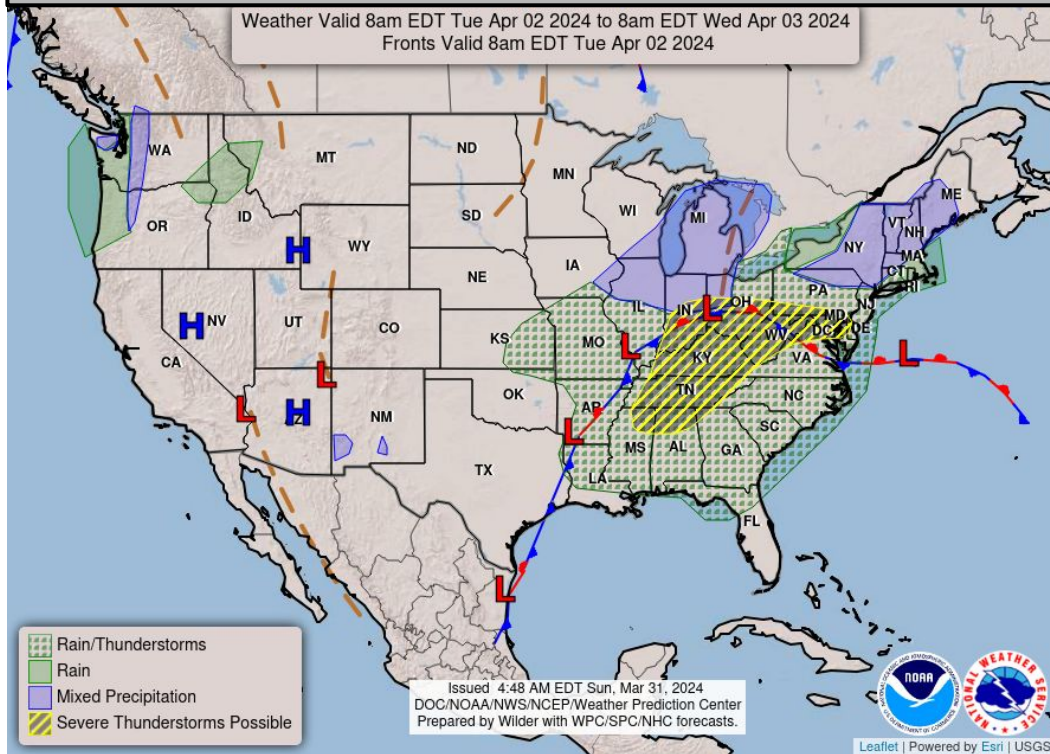 Weather Valid 8am EDT Tue Apr 02 2024 to 8am EDT Wed Apr 03 2024
Fronts Valid 8am EDT Tue Apr 02 2024
WA
MT
ND
MN
ME
OR
ID
SD
WI
MI
VT
NH
H
WY
NY
MA
CT
RI
NE
IA
PA
NJ
H
NV
UT
CO
IL
IN
L
OH
MD
DC
DE
CA
KS
MO
L
WV
VA
L
KY
L
OK
AR
TN
NC
L
H
Z
NM
L
SC
TX
MS
AL
GA
LA
FL
L
Rain/Thunderstorms
Rain
Mixed Precipitation
Severe Thunderstorms Possible
Issued 4:48 AM EDT Sun, Mar 31, 2024
DOC/NOAA/NWS/NCEP/Weather Prediction Center
Prepared by Wilder with WPC/SPC/NHC forecasts.
NOAA
NATIONAL WEATHER SERVICE
Leaflet | Powered by Esri | USGS